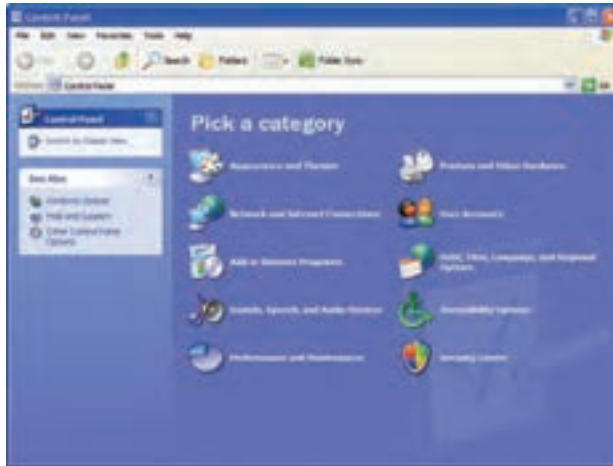 Control Panel
File Edit View Favorites Tools Help
Search Folders Folder Sync
Control Panel
Control Panel
Switch to Classic View
See Also
Windows Update
Help and Support
Other Control Panel
Options
Pick a category
Appearance and Themes
Printers and Other Hardware
Network and Internet Connections
User Accounts
Add or Remove Programs
Date, Time, Language, and Regional
Options
Sounds, Speech, and Audio Devices
Accessibility Options
Performance and Maintenance
Security Center